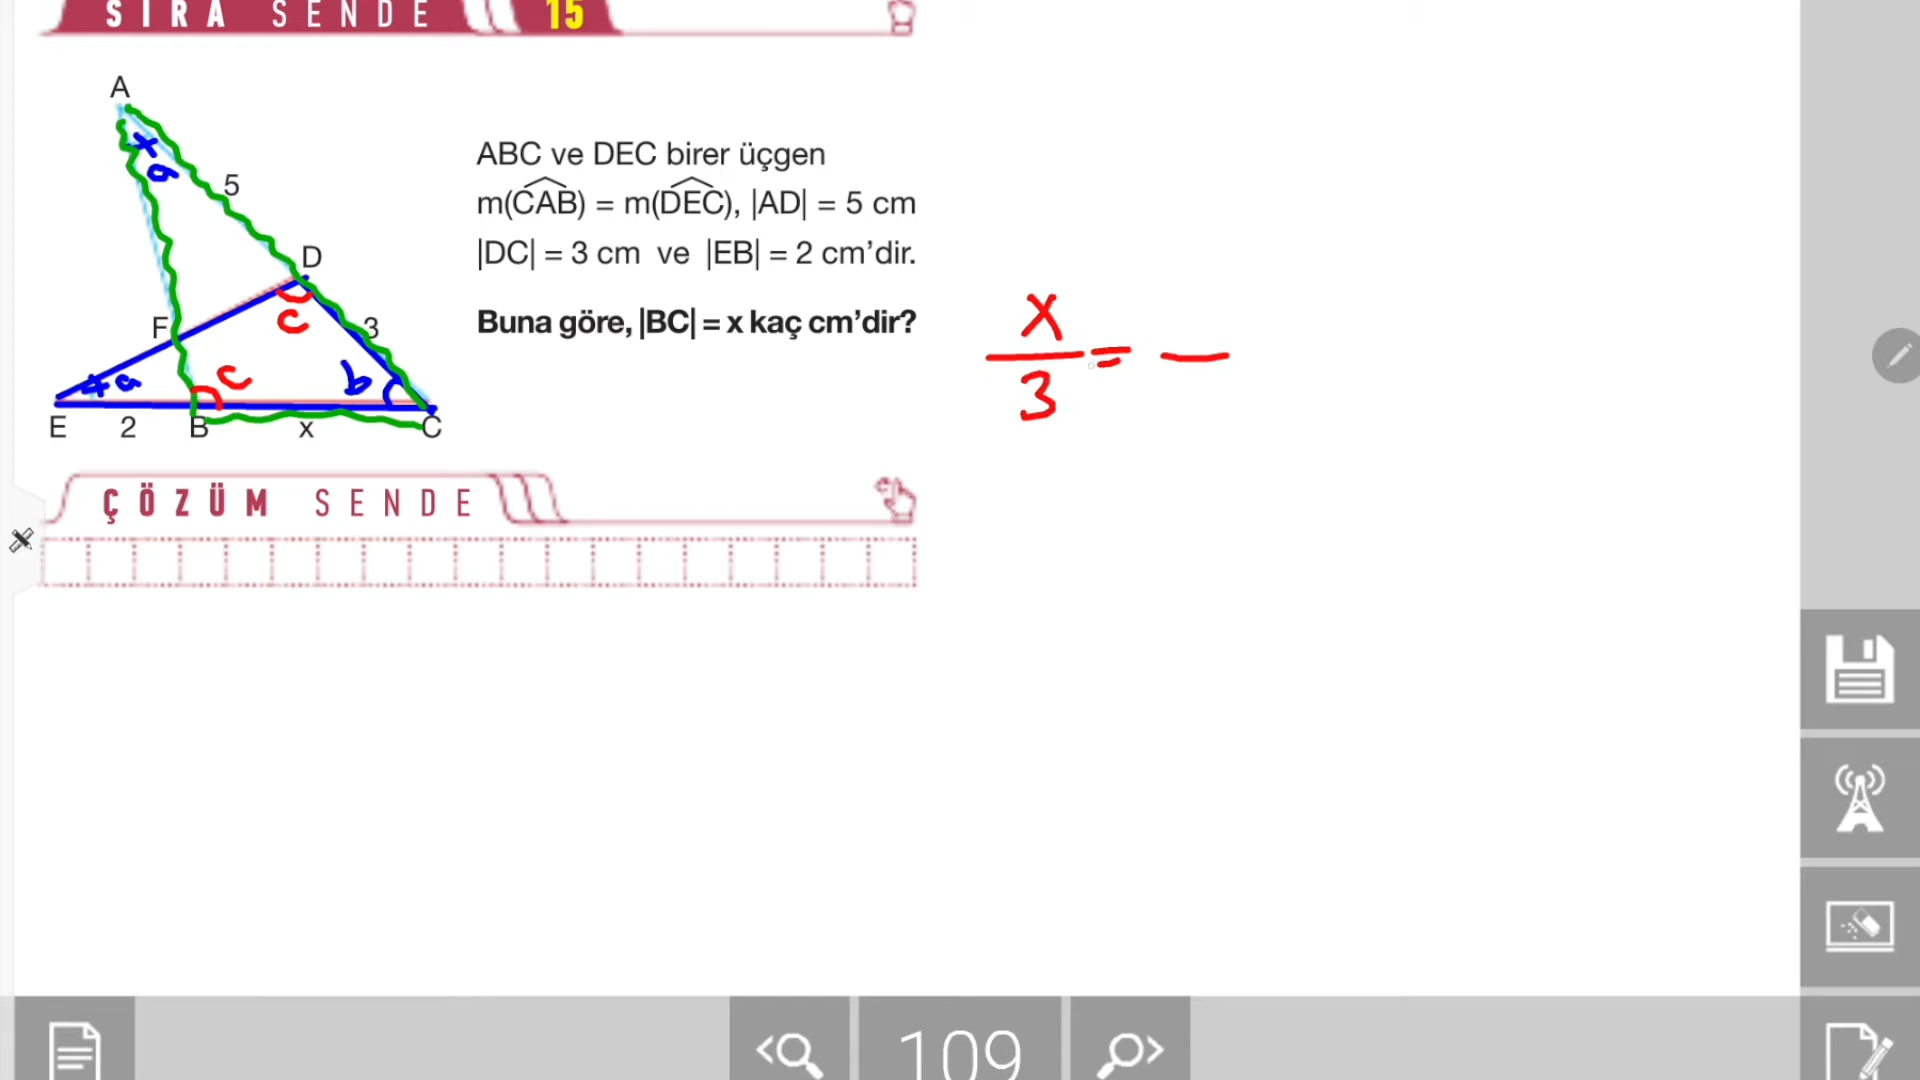 SIRA SENDE 15
A
x
a
5
D
F
c
3
x a
c
b
E 2 B x C
ABC ve DEC birer üçgen
m(CAB) = m(DEC), |AD| = 5 cm
|DC| = 3 cm ve |EB| = 2 cm’dir.
Buna göre, |BC| = x kaç cm’dir?
x
3
=
ÇÖZÜM SENDE
109